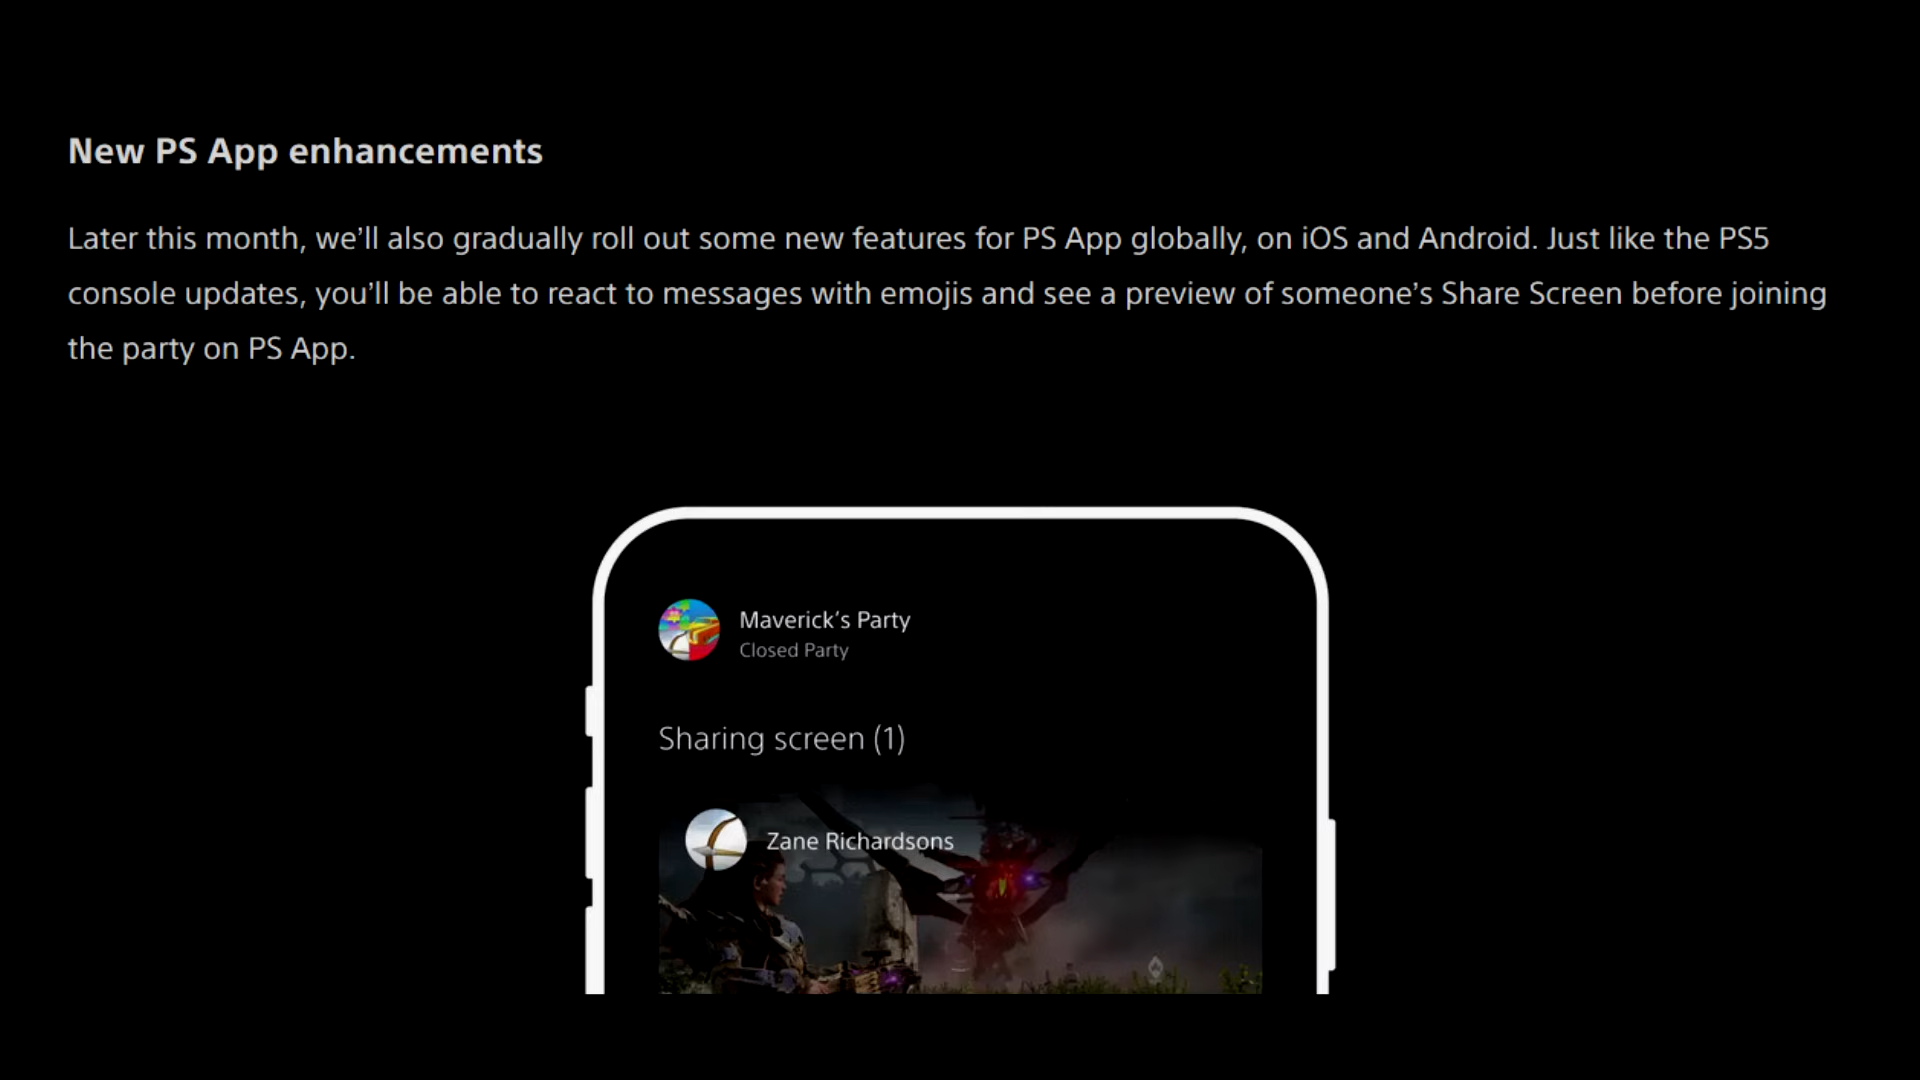 New PS App enhancements
Later this month, we’ll also gradually roll out some new features for PS App globally, on iOS and Android. Just like the PS5
console updates, you’ll be able to react to messages with emojis and see a preview of someone’s Share Screen before joining
the party on PS App.
Maverick’s Party
Closed Party
Sharing screen (1)
Zane Richardsons